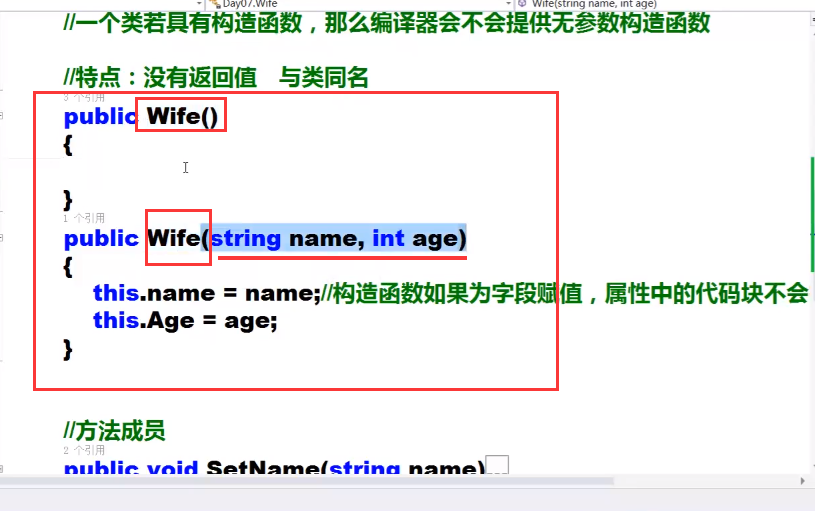 Day07.Wife Wife(string name, int age)
//一个类若具有构造函数，那么编译器会不会提供无参数构造函数
//特点：没有返回值 与类同名
3 个引用
public Wife()
{
}
1 个引用
public Wife(string name, int age)
{
this.name = name;//构造函数如果为字段赋值，属性中的代码块不会
this.Age = age;
}
//方法成员
2 个引用
public void SetName(string name)...